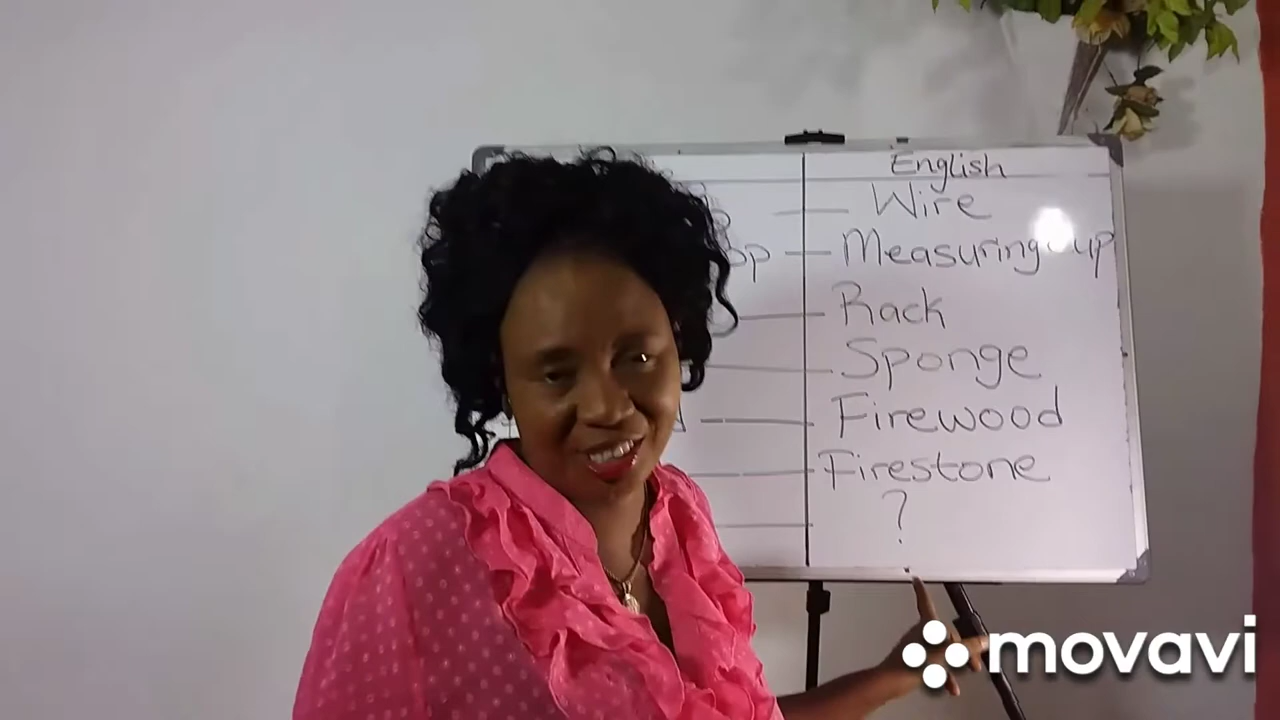 English
Wire
Measuring cup
Rack
Sponge
Firewood
Firestone
?
movavi